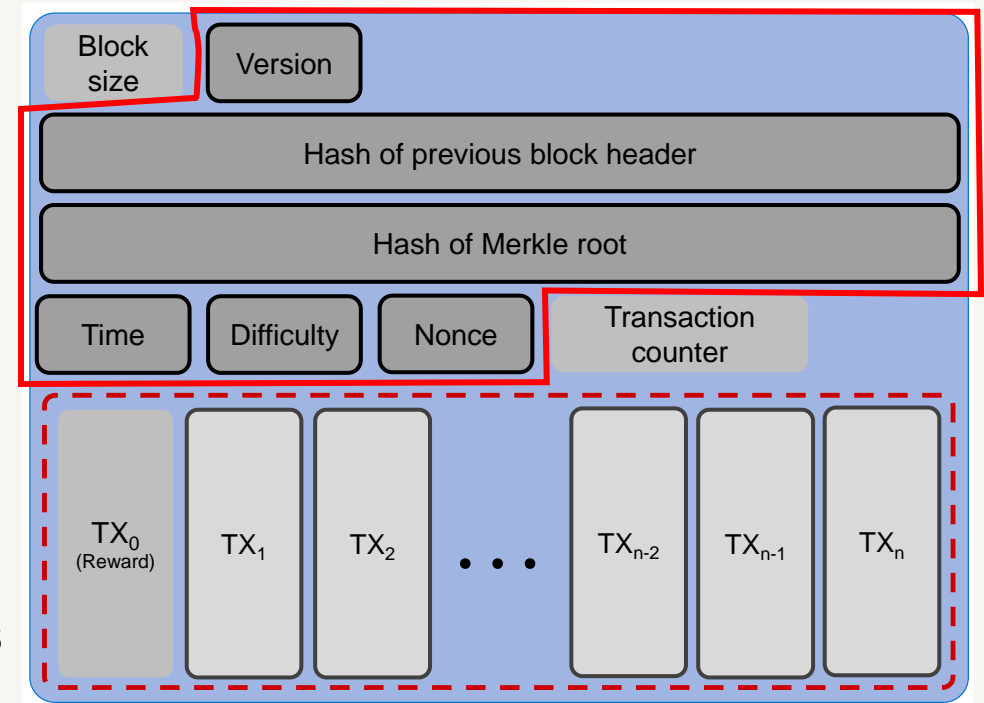 Block
size
Version
Hash of previous block header
Hash of Merkle root
Time
Difficulty
Nonce
Transaction
counter
TX0
(Reward)
TX1
TX2
. . .
TXn-2
TXn-1
TXn